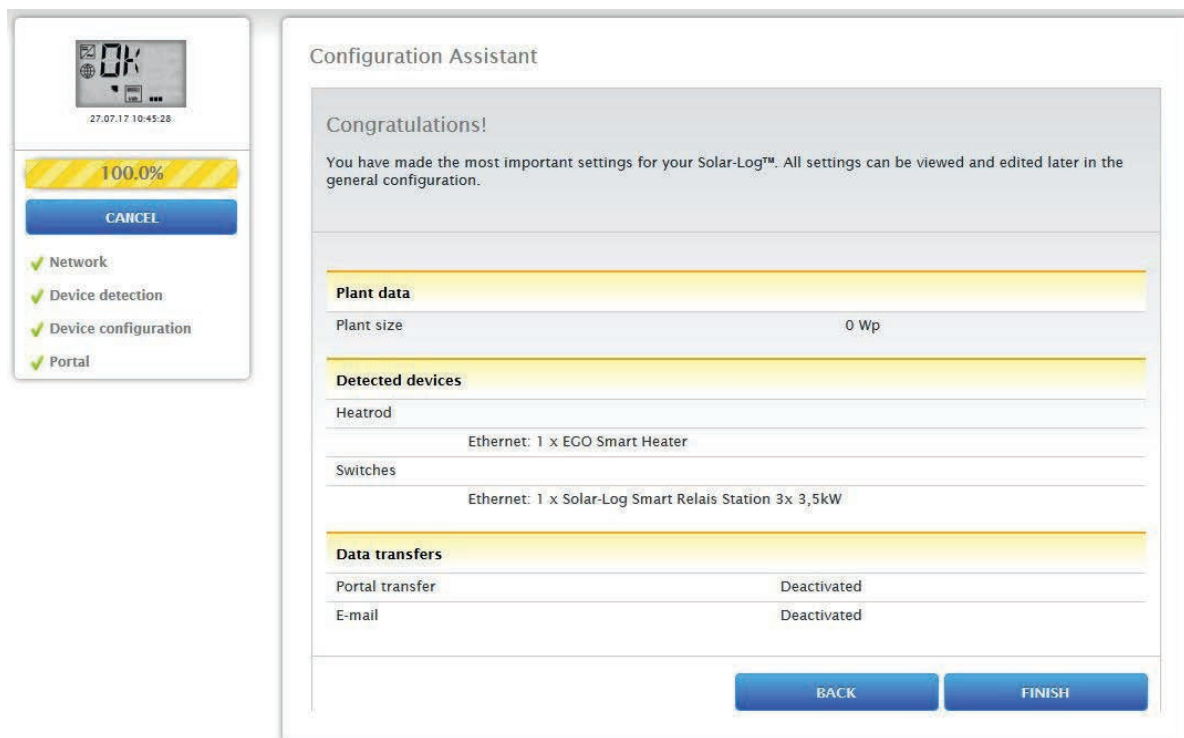 OK
27.07.17 10:45:28
100.0%
CANCEL
Network
Device detection
Device configuration
Portal
Configuration Assistant
Congratulations!
You have made the most important settings for your Solar-Log™. All settings can be viewed and edited later in the
general configuration.
Plant data
Plant size 0 Wp
Detected devices
Heatrod
Ethernet: 1 x EGO Smart Heater
Switches
Ethernet: 1 x Solar-Log Smart Relais Station 3x 3,5kW
Data transfers
Portal transfer Deactivated
E-mail Deactivated
BACK
FINISH